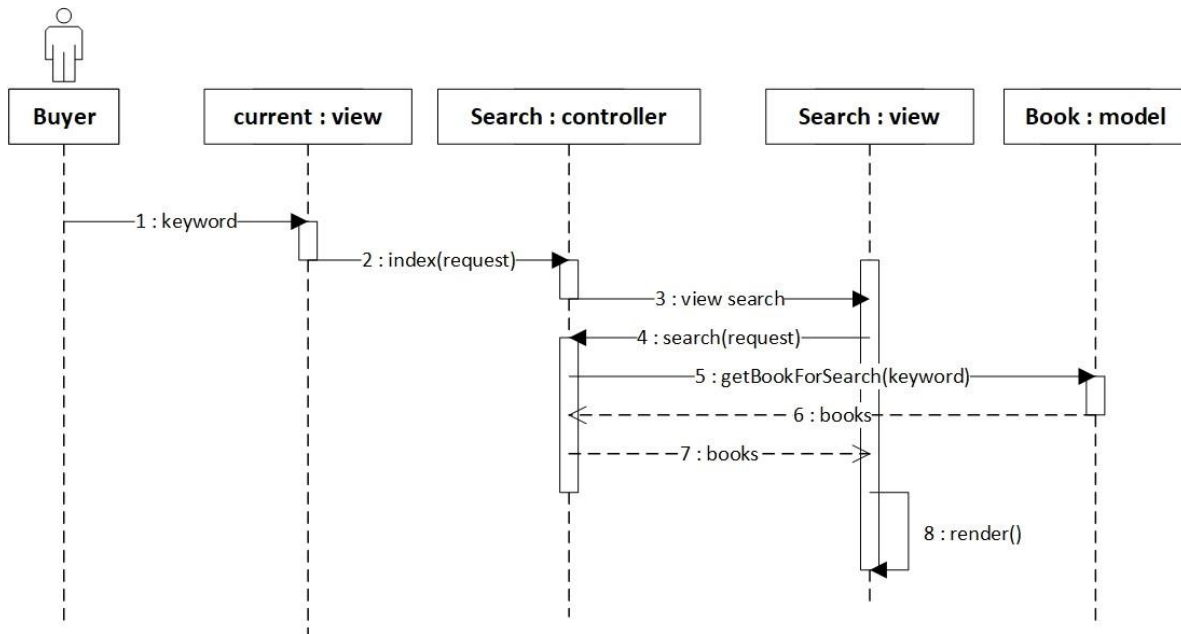 Buyer
current : view
Search : controller
Search : view
Book : model
1 : keyword
2 : index(request)
3 : view search
4 : search(request)
5 : getBookForSearch(keyword)
6 : books
7 : books
8 : render()